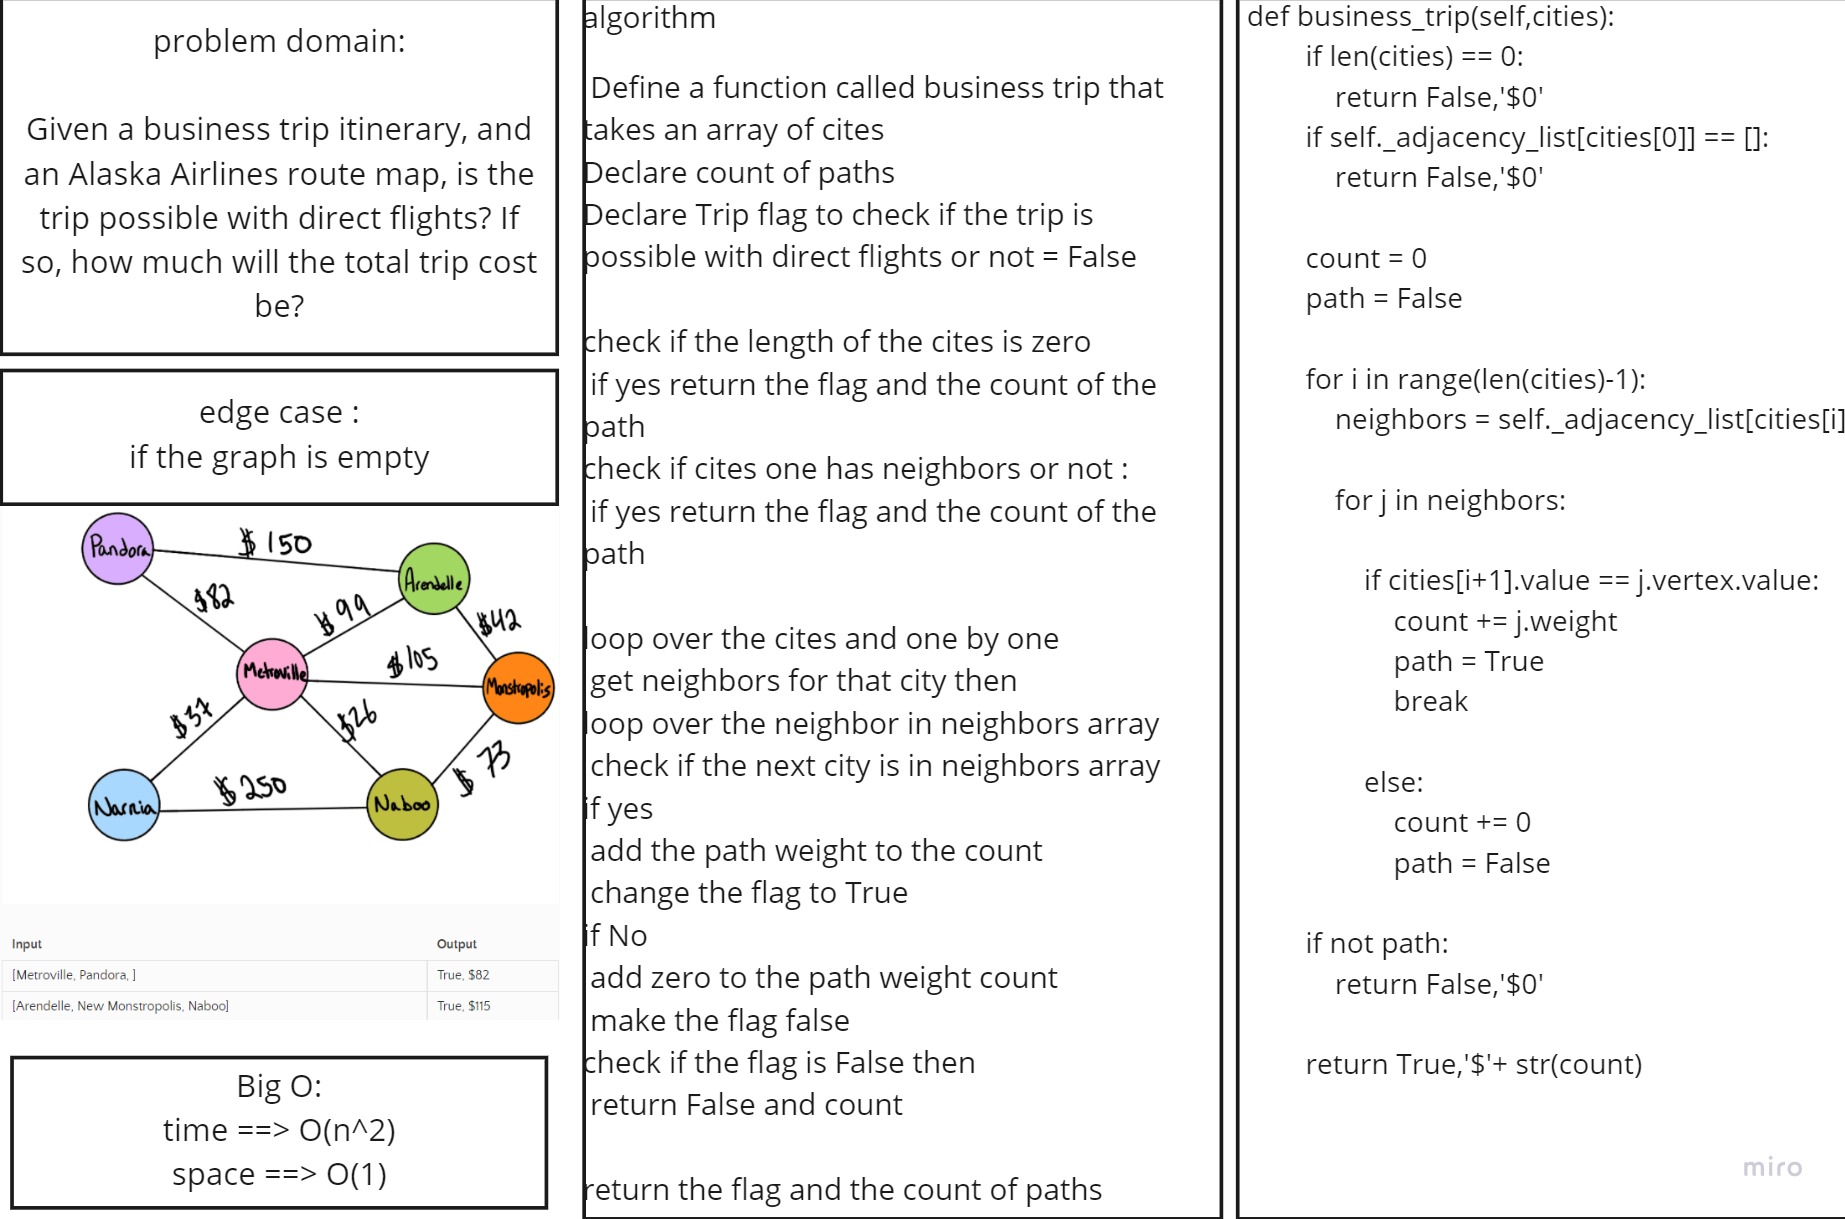 problem domain:
Given a business trip itinerary, and
an Alaska Airlines route map, is the
trip possible with direct flights? If
so, how much will the total trip cost
be?
edge case :
if the graph is empty
Pandora
$150
Arendelle
$82
$99
$42
Metroville
$105
Monstropolis
$37
$26
$73
Narnia
$250
Naboo
Input Output
[Metroville, Pandora, ] True, $82
[Arendelle, New Monstropolis, Naboo] True, $115
Big O:
time ==> O(n^2)
space ==> O(1)
algorithm
Define a function called business trip that
takes an array of cites
Declare count of paths
Declare Trip flag to check if the trip is
possible with direct flights or not = False
check if the length of the cites is zero
if yes return the flag and the count of the
path
check if cites one has neighbors or not :
if yes return the flag and the count of the
path
loop over the cites and one by one
get neighbors for that city then
loop over the neighbor in neighbors array
check if the next city is in neighbors array
if yes
add the path weight to the count
change the flag to True
if No
add zero to the path weight count
make the flag false
check if the flag is False then
return False and count
return the flag and the count of paths
def business_trip(self,cities):
if len(cities) == 0:
return False,'$0'
if self._adjacency_list[cities[0]] == []:
return False,'$0'
count = 0
path = False
for i in range(len(cities)-1):
neighbors = self._adjacency_list[cities[i]
for j in neighbors:
if cities[i+1].value == j.vertex.value:
count += j.weight
path = True
break
else:
count += 0
path = False
if not path:
return False,'$0'
return True,'$'+ str(count)
miro